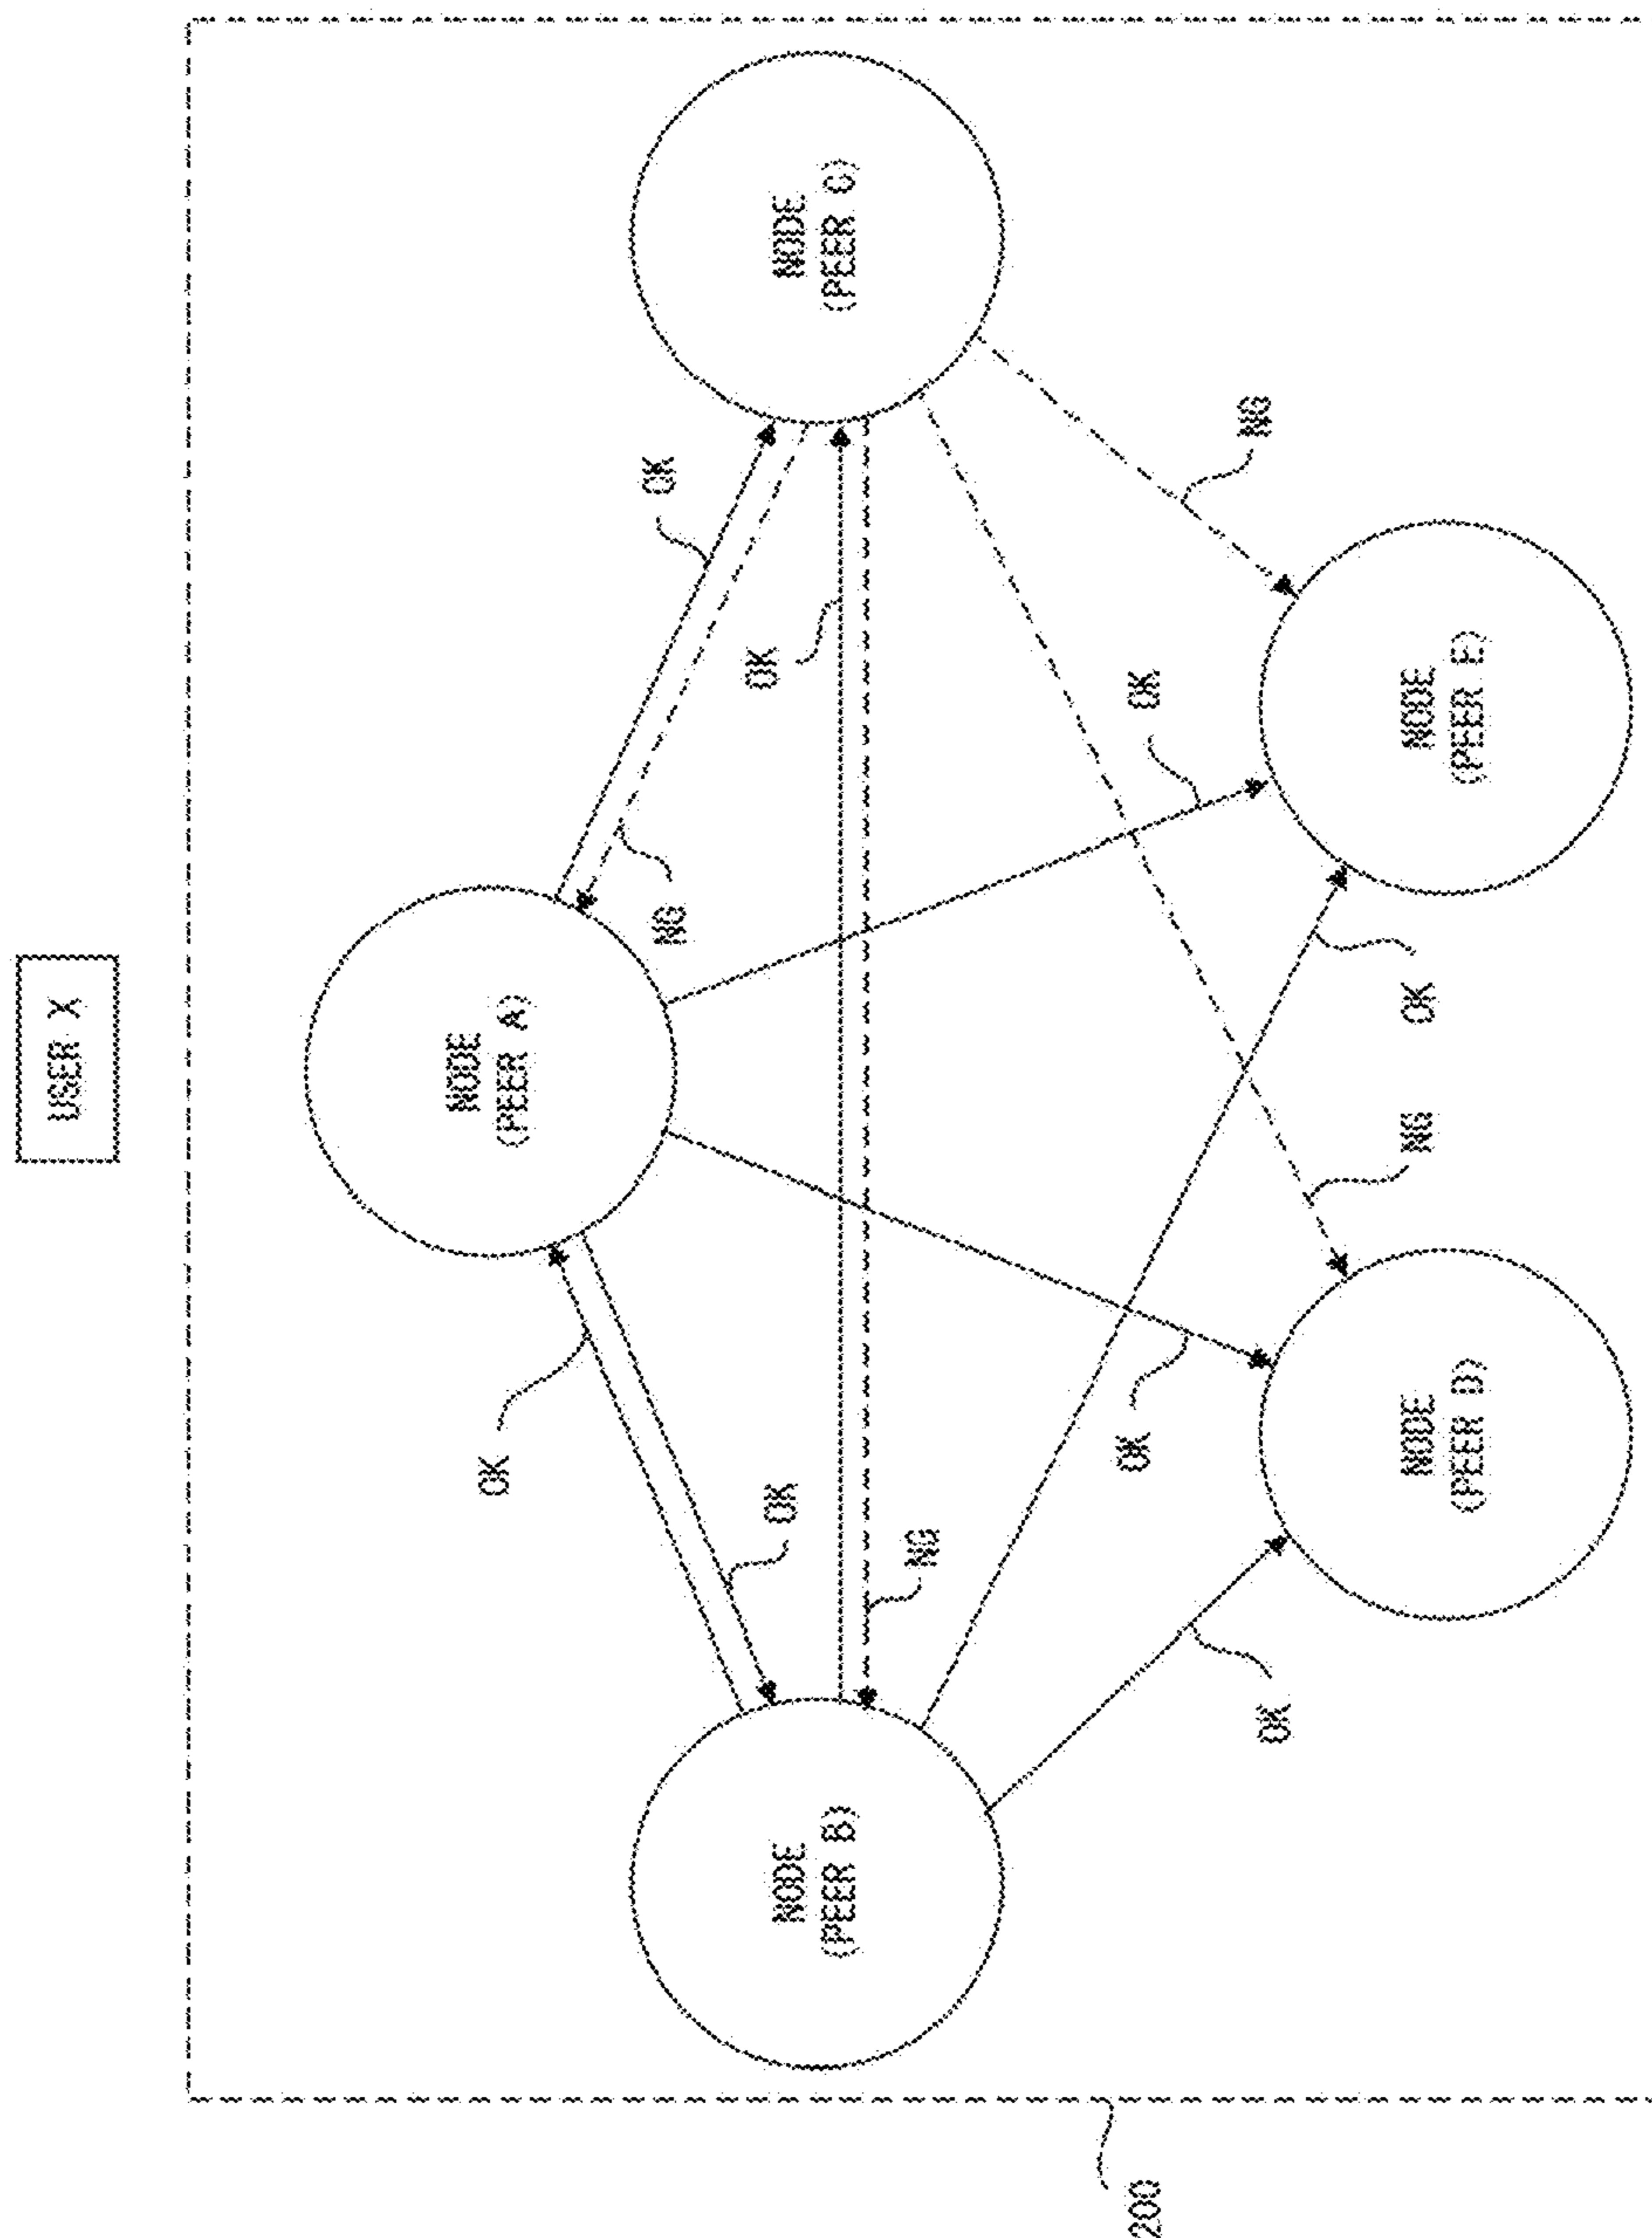 USER X
NODE
(PEER A)
OK
OK
NG
OK
OK
NODE
(PEER B)
NODE
(PEER C)
NG
200
OK
OK
NG
OK
NG
OK
NODE
(PEER D)
NODE
(PEER E)